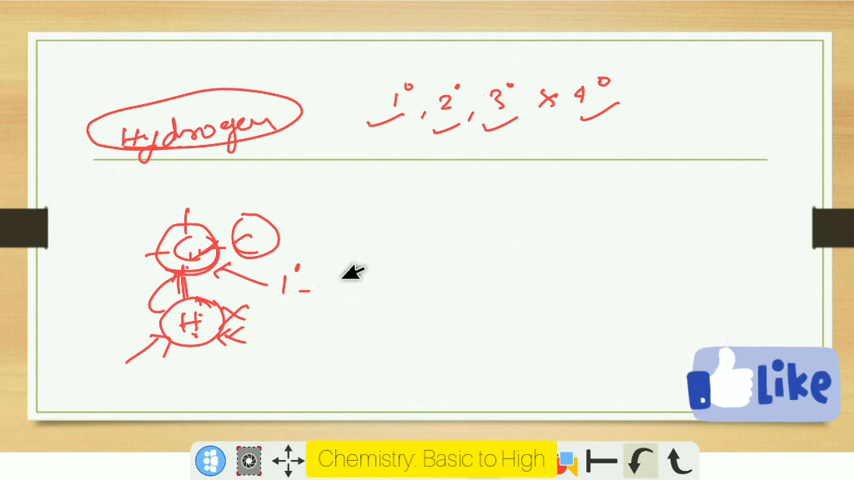 1°, 2°, 3° × 4°
Hydrogen
C C
1°
H
Like
Chemistry: Basic to High